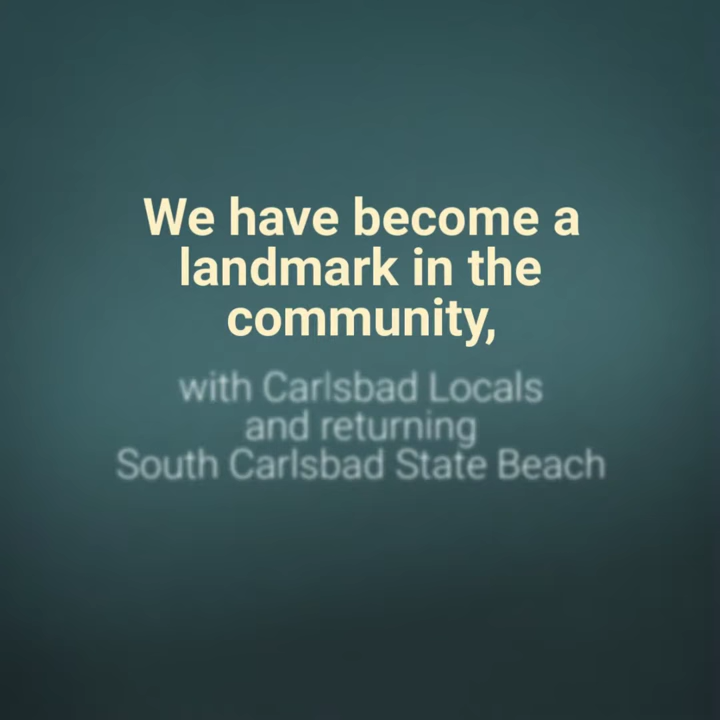 We have become a
landmark in the
community,
with Carlsbad Locals
and returning
South Carlsbad State Beach